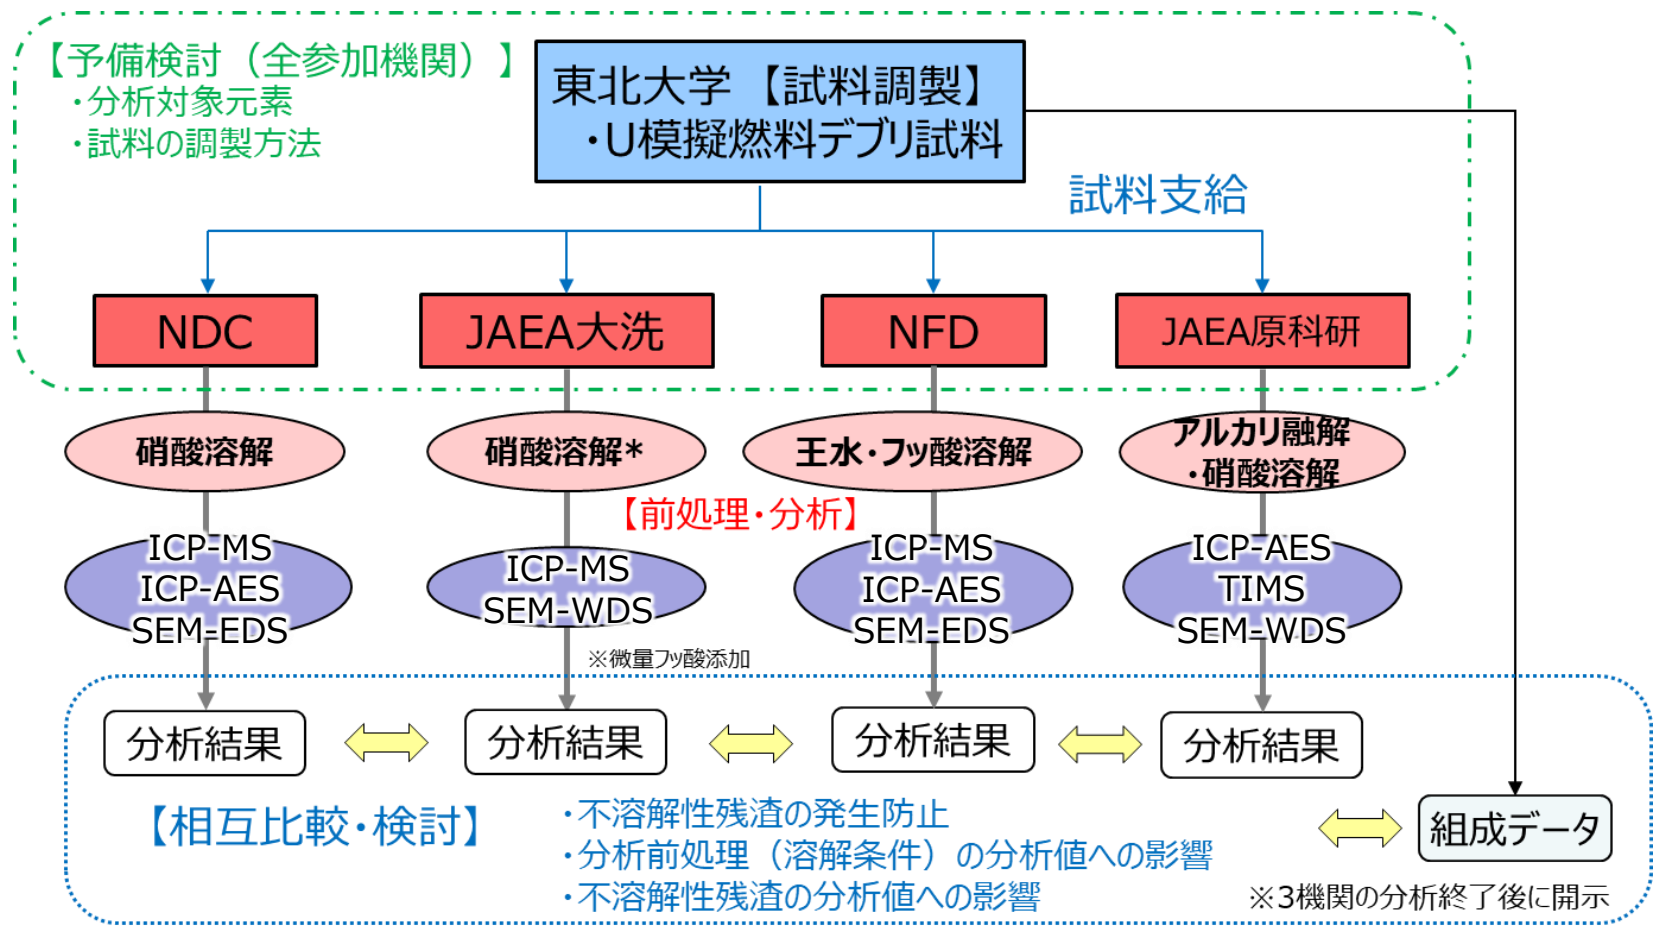 【予備検討（全参加機関）】
・分析対象元素
・試料の調製方法
東北大学【試料調製】
・U模擬燃料デブリ試料
試料支給
NDC
JAEA大洗
NFD
JAEA原科研
硝酸溶解
硝酸溶解*
王水・フッ酸溶解
アルカリ融解
・硝酸溶解
【前処理・分析】
ICP-MS
ICP-AES
SEM-EDS
ICP-MS
SEM-WDS
ICP-MS
ICP-AES
SEM-EDS
ICP-AES
TIMS
SEM-WDS
※微量フッ酸添加
分析結果
分析結果
分析結果
分析結果
【相互比較・検討】
・不溶解性残渣の発生防止
・分析前処理（溶解条件）の分析値への影響
・不溶解性残渣の分析値への影響
組成データ
※3機関の分析終了後に開示